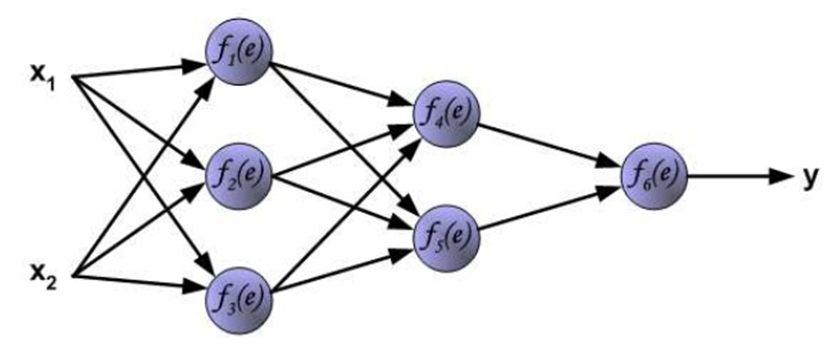 x₁
x₂
f₁(e)
f₂(e)
f₃(e)
f₄(e)
f₅(e)
f₆(e)
y